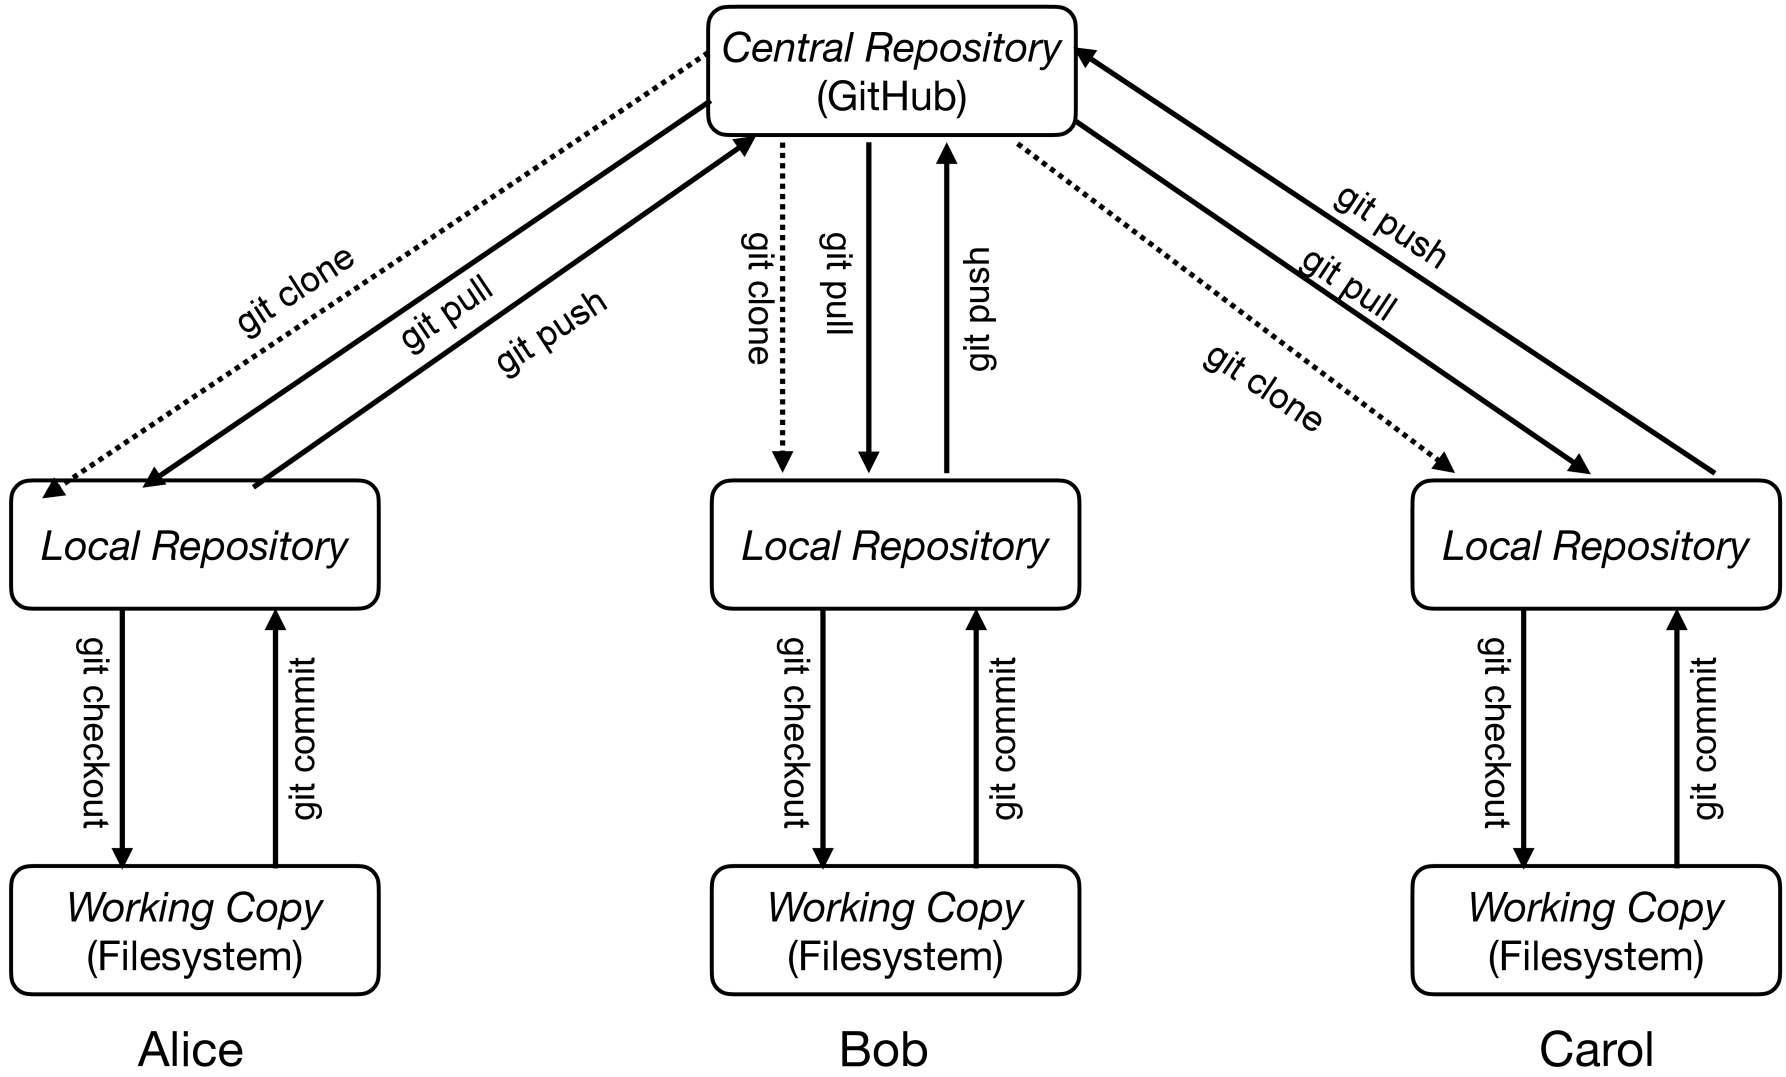 Central Repository
(GitHub)
git clone
git pull
git push
git clone
git pull
git push
git clone
git pull
git push
Local Repository
Local Repository
Local Repository
git checkout
git commit
git checkout
git commit
git checkout
git commit
Working Copy
(Filesystem)
Working Copy
(Filesystem)
Working Copy
(Filesystem)
Alice
Bob
Carol